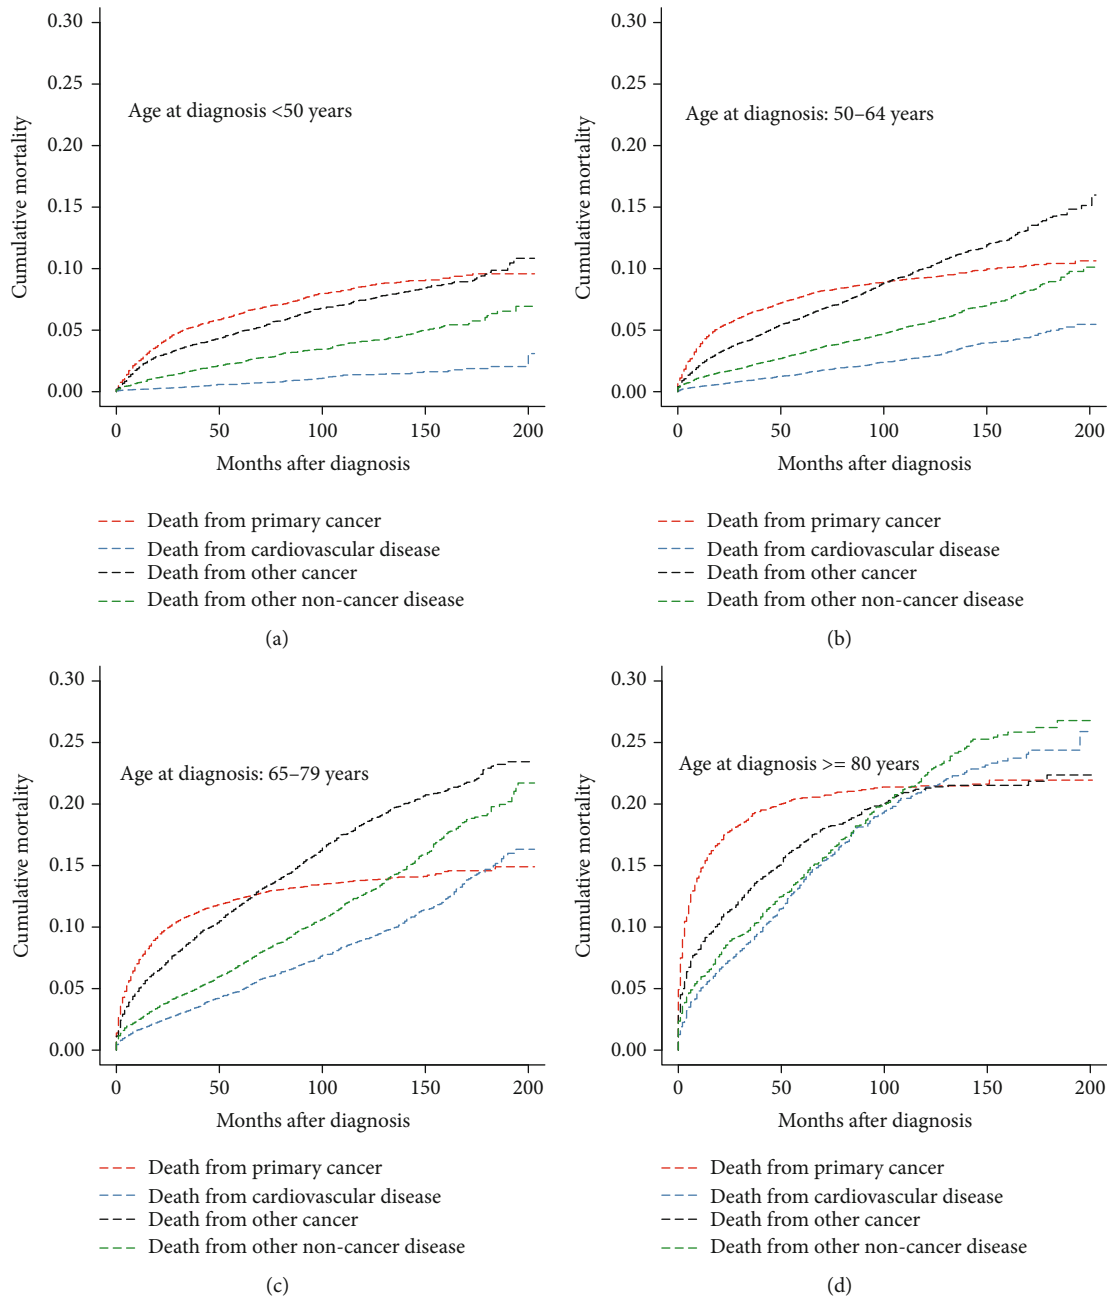 0.30
0.25
0.20
0.15
0.10
0.05
0.00
Cumulative mortality
Age at diagnosis <50 years
0 50 100 150 200
Months after diagnosis
Death from primary cancer
Death from cardiovascular disease
Death from other cancer
Death from other non-cancer disease
(a)
0.30
0.25
0.20
0.15
0.10
0.05
0.00
Cumulative mortality
Age at diagnosis: 50–64 years
0 50 100 150 200
Months after diagnosis
Death from primary cancer
Death from cardiovascular disease
Death from other cancer
Death from other non-cancer disease
(b)
0.30
0.25
0.20
0.15
0.10
0.05
0.00
Cumulative mortality
Age at diagnosis: 65–79 years
0 50 100 150 200
Months after diagnosis
Death from primary cancer
Death from cardiovascular disease
Death from other cancer
Death from other non-cancer disease
(c)
0.30
0.25
0.20
0.15
0.10
0.05
0.00
Cumulative mortality
Age at diagnosis >= 80 years
0 50 100 150 200
Months after diagnosis
Death from primary cancer
Death from cardiovascular disease
Death from other cancer
Death from other non-cancer disease
(d)